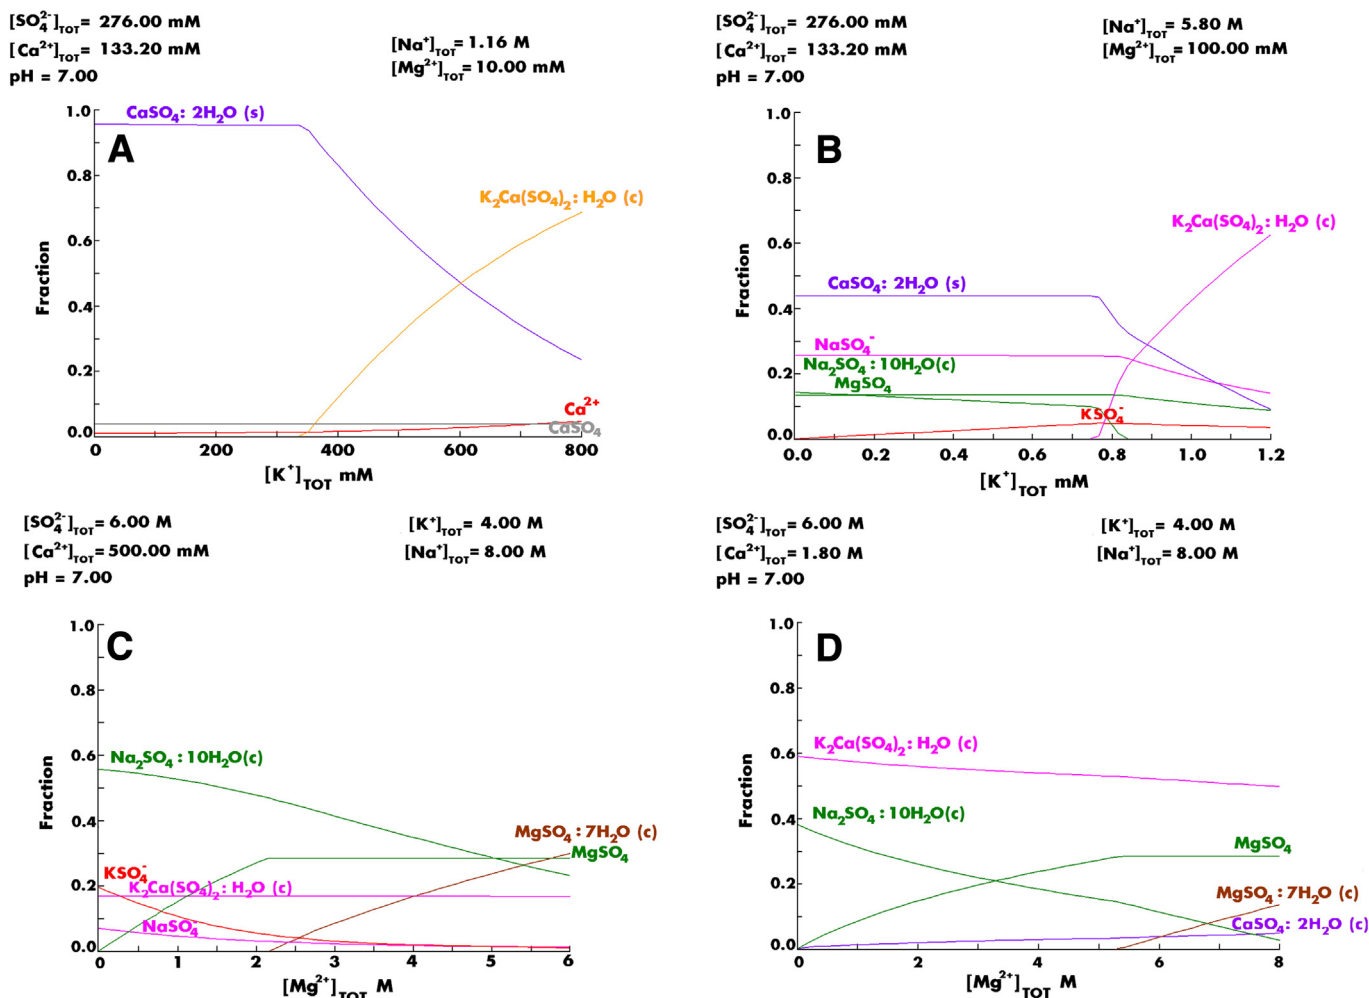 [SO₄²⁻]TOT = 276.00 mM
[Ca²⁺]TOT = 133.20 mM
pH = 7.00
[Na⁺]TOT = 1.16 M
[Mg²⁺]TOT = 10.00 mM
A
CaSO₄: 2H₂O (s)
K₂Ca(SO₄)₂: H₂O (c)
Ca²⁺
CaSO₄
Fraction
1.0
0.8
0.6
0.4
0.2
0.0
0 200 400 600 800
[K⁺]TOT mM
[SO₄²⁻]TOT = 276.00 mM
[Ca²⁺]TOT = 133.20 mM
pH = 7.00
[Na⁺]TOT = 5.80 M
[Mg²⁺]TOT = 100.00 mM
B
K₂Ca(SO₄)₂: H₂O (c)
CaSO₄: 2H₂O (s)
NaSO₄⁻
Na₂SO₄: 10H₂O(c)
MgSO₄
KSO₄⁻
Fraction
1.0
0.8
0.6
0.4
0.2
0.0
0.0 0.2 0.4 0.6 0.8 1.0 1.2
[K⁺]TOT mM
[SO₄²⁻]TOT = 6.00 M
[Ca²⁺]TOT = 500.00 mM
pH = 7.00
[K⁺]TOT = 4.00 M
[Na⁺]TOT = 8.00 M
C
Na₂SO₄: 10H₂O(c)
MgSO₄: 7H₂O (c)
MgSO₄
KSO₄⁻
K₂Ca(SO₄)₂: H₂O (c)
NaSO₄⁻
Fraction
1.0
0.8
0.6
0.4
0.2
0.0
0 1 2 3 4 5 6
[Mg²⁺]TOT M
[SO₄²⁻]TOT = 6.00 M
[Ca²⁺]TOT = 1.80 M
pH = 7.00
[K⁺]TOT = 4.00 M
[Na⁺]TOT = 8.00 M
D
K₂Ca(SO₄)₂: H₂O (c)
Na₂SO₄: 10H₂O(c)
MgSO₄
MgSO₄: 7H₂O (c)
CaSO₄: 2H₂O (c)
Fraction
1.0
0.8
0.6
0.4
0.2
0.0
0 2 4 6 8
[Mg²⁺]TOT M